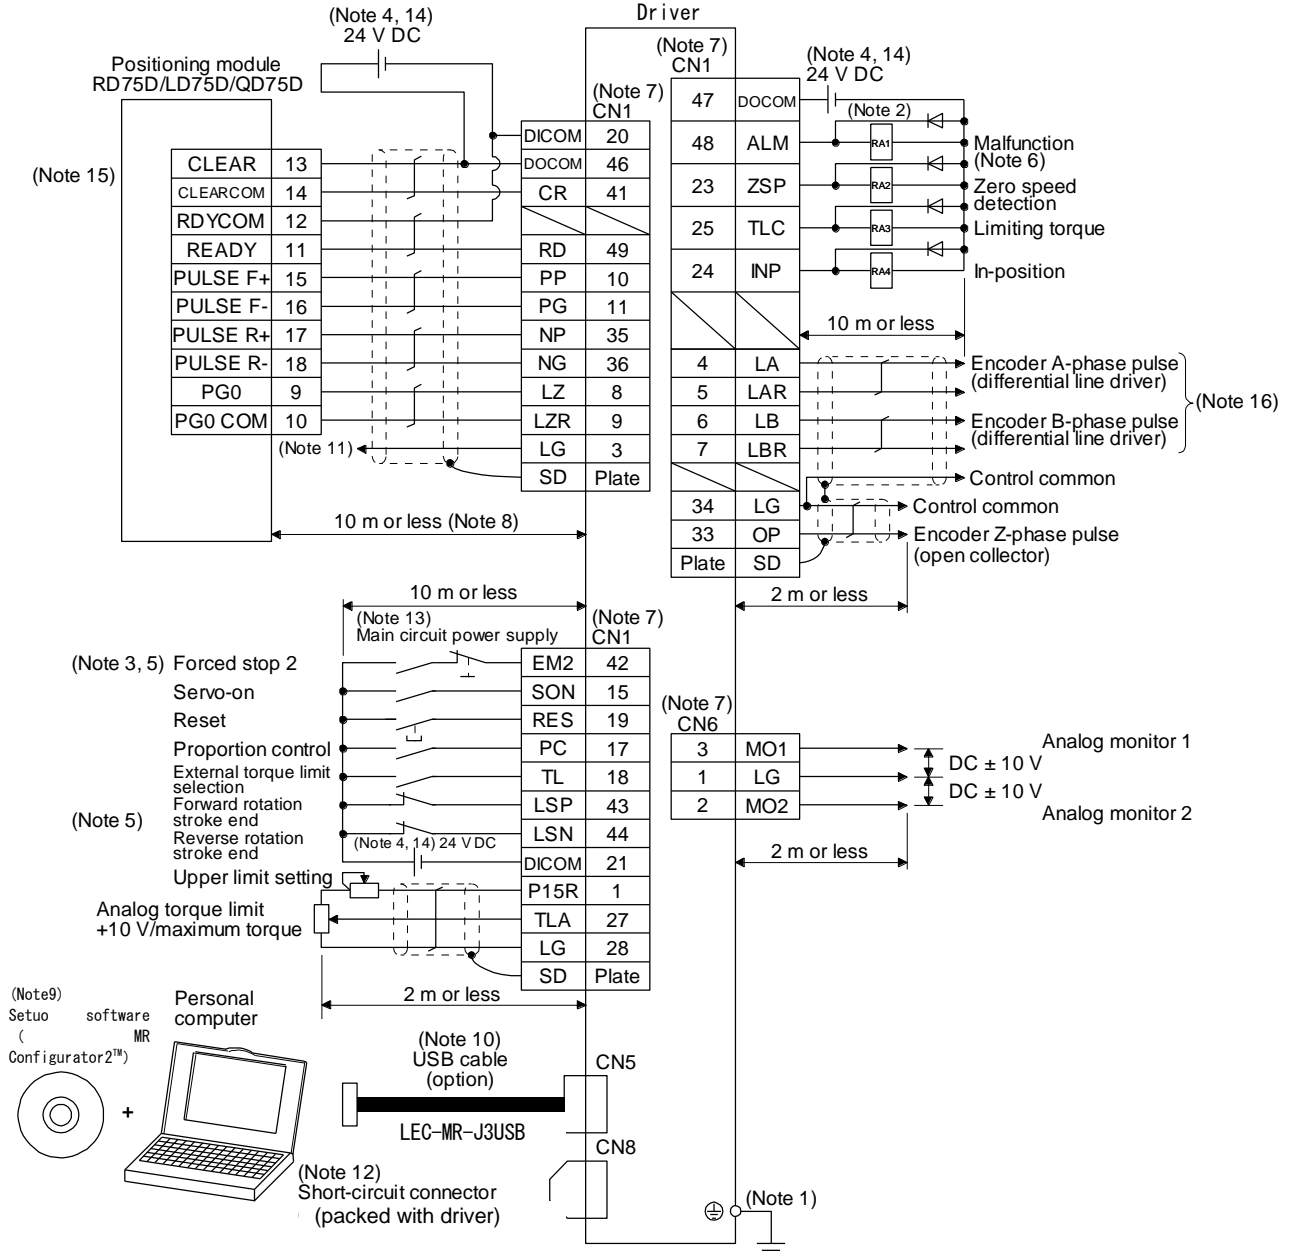 Driver
(Note 4, 14)
24 V DC
Positioning module
RD75D/LD75D/QD75D
(Note 15)
CLEAR 13
CLEARCOM 14
RDYCOM 12
READY 11
PULSE F+ 15
PULSE F- 16
PULSE R+ 17
PULSE R- 18
PG0 9
PG0 COM 10
(Note 11)
(Note 7)
CN1
DICOM 20
DOCOM 46
CR 41
RD 49
PP 10
PG 11
NP 35
NG 36
LZ 8
LZR 9
LG 3
SD Plate
10 m or less (Note 8)
(Note 7)
CN1
(Note 4, 14)
24 V DC
47 DOCOM
(Note 2)
48 ALM RA1 Malfunction
(Note 6)
23 ZSP RA2 Zero speed
detection
25 TLC RA3 Limiting torque
24 INP RA4 In-position
10 m or less
4 LA Encoder A-phase pulse
(differential line driver)
5 LAR
6 LB Encoder B-phase pulse
(differential line driver)
7 LBR
(Note 16)
Control common
34 LG Control common
33 OP Encoder Z-phase pulse
(open collector)
Plate SD
2 m or less
10 m or less
(Note 13)
Main circuit power supply
(Note 7)
CN1
(Note 3, 5) Forced stop 2 EM2 42
Servo-on SON 15
Reset RES 19
Proportion control PC 17
External torque limit
selection TL 18
Forward rotation
stroke end LSP 43
(Note 5)
Reverse rotation
stroke end LSN 44
(Note 4, 14) 24 V DC
DICOM 21
Upper limit setting P15R 1
Analog torque limit
+10 V/maximum torque TLA 27
LG 28
SD Plate
2 m or less
(Note 7)
CN6
3 MO1 Analog monitor 1
DC ± 10 V
1 LG
DC ± 10 V
2 MO2 Analog monitor 2
2 m or less
(Note9)
Setuo software
( MR
Configurator2™)
Personal
computer
+
(Note 10)
USB cable
(option)
LEC-MR-J3USB
CN5
CN8
(Note 12)
Short-circuit connector
(packed with driver)
(Note 1)